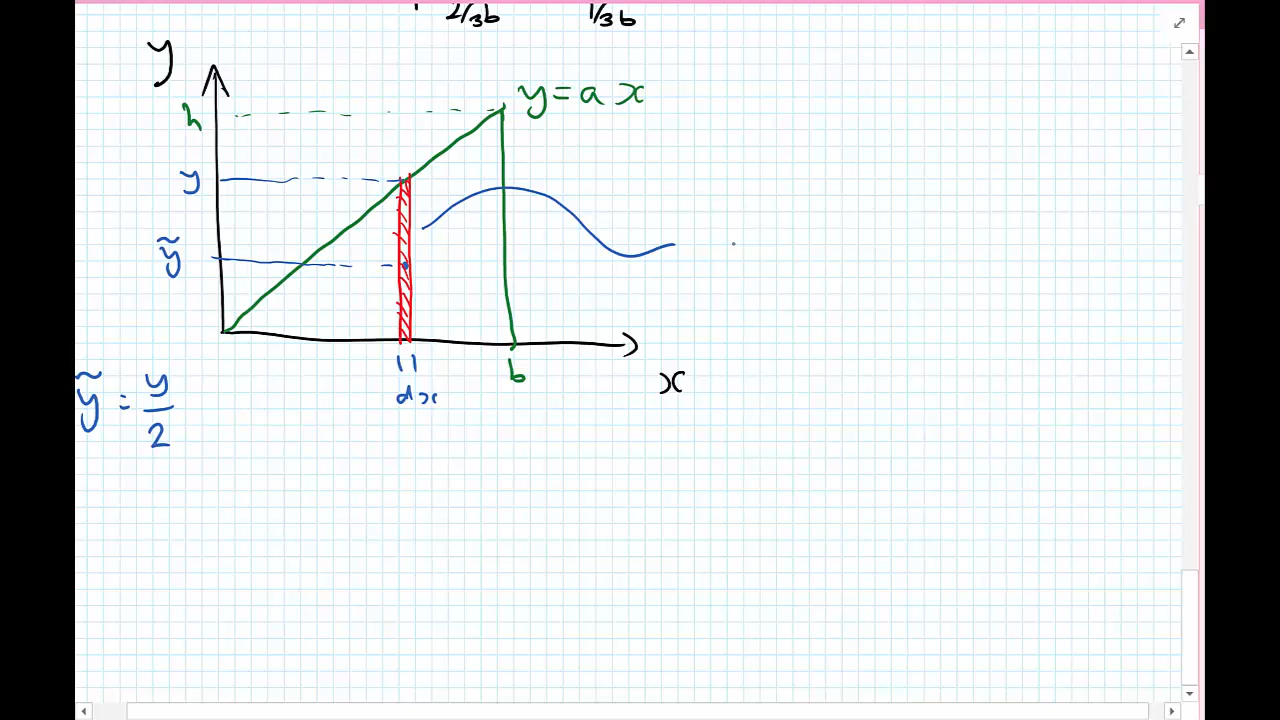 2/3b 1/3b
y
y = a x
h
y
ỹ
b
dx
x
ỹ = y/2